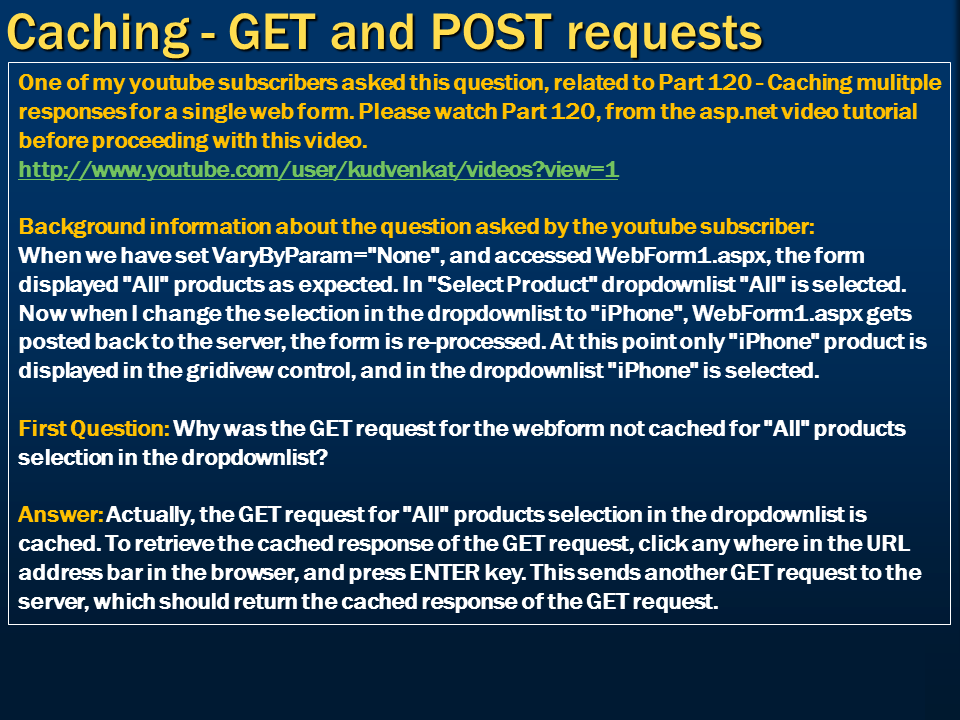 Caching - GET and POST requests
One of my youtube subscribers asked this question, related to Part 120 - Caching mulitple
responses for a single web form. Please watch Part 120, from the asp.net video tutorial
before proceeding with this video.
http://www.youtube.com/user/kudvenkat/videos?view=1
Background information about the question asked by the youtube subscriber:
When we have set VaryByParam="None", and accessed WebForm1.aspx, the form
displayed "All" products as expected. In "Select Product" dropdownlist "All" is selected.
Now when I change the selection in the dropdownlist to "iPhone", WebForm1.aspx gets
posted back to the server, the form is re-processed. At this point only "iPhone" product is
displayed in the gridivew control, and in the dropdownlist "iPhone" is selected.
First Question: Why was the GET request for the webform not cached for "All" products
selection in the dropdownlist?
Answer: Actually, the GET request for "All" products selection in the dropdownlist is
cached. To retrieve the cached response of the GET request, click any where in the URL
address bar in the browser, and press ENTER key. This sends another GET request to the
server, which should return the cached response of the GET request.